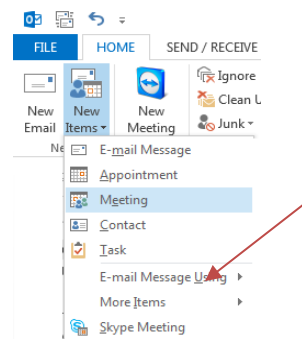 FILE HOME SEND / RECEIVE
New Email
New Items
New Meeting
Ignore
Clean U
Junk
Ne
E-mail Message
Appointment
Meeting
Contact
Task
E-mail Message Using
More Items
Skype Meeting